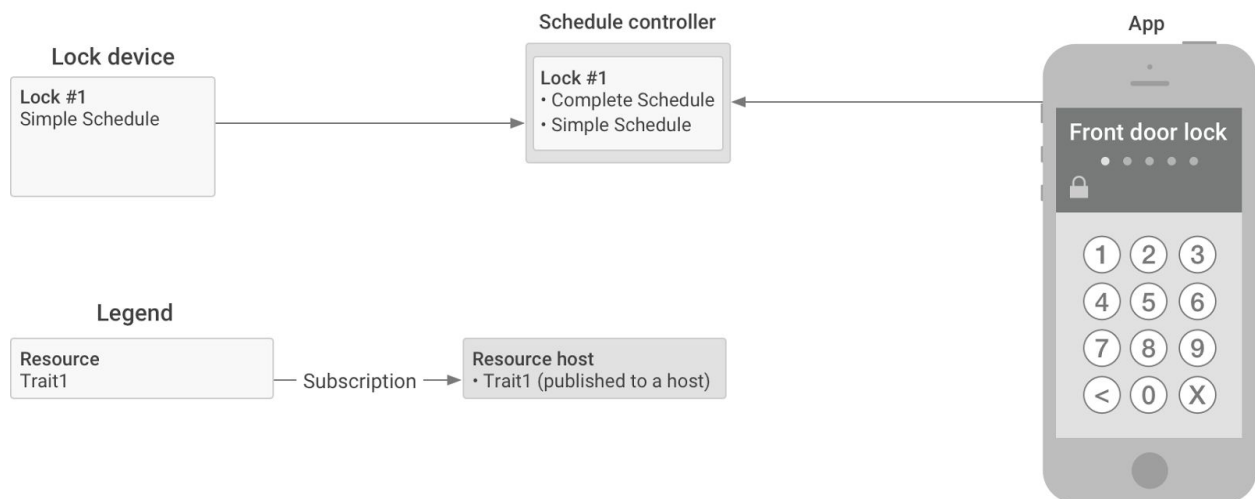 Lock device
Lock #1
Simple Schedule
Schedule controller
Lock #1
• Complete Schedule
• Simple Schedule
App
Front door lock
1 2 3
4 5 6
7 8 9
< 0 X
Legend
Resource
Trait1
Subscription
Resource host
• Trait1 (published to a host)